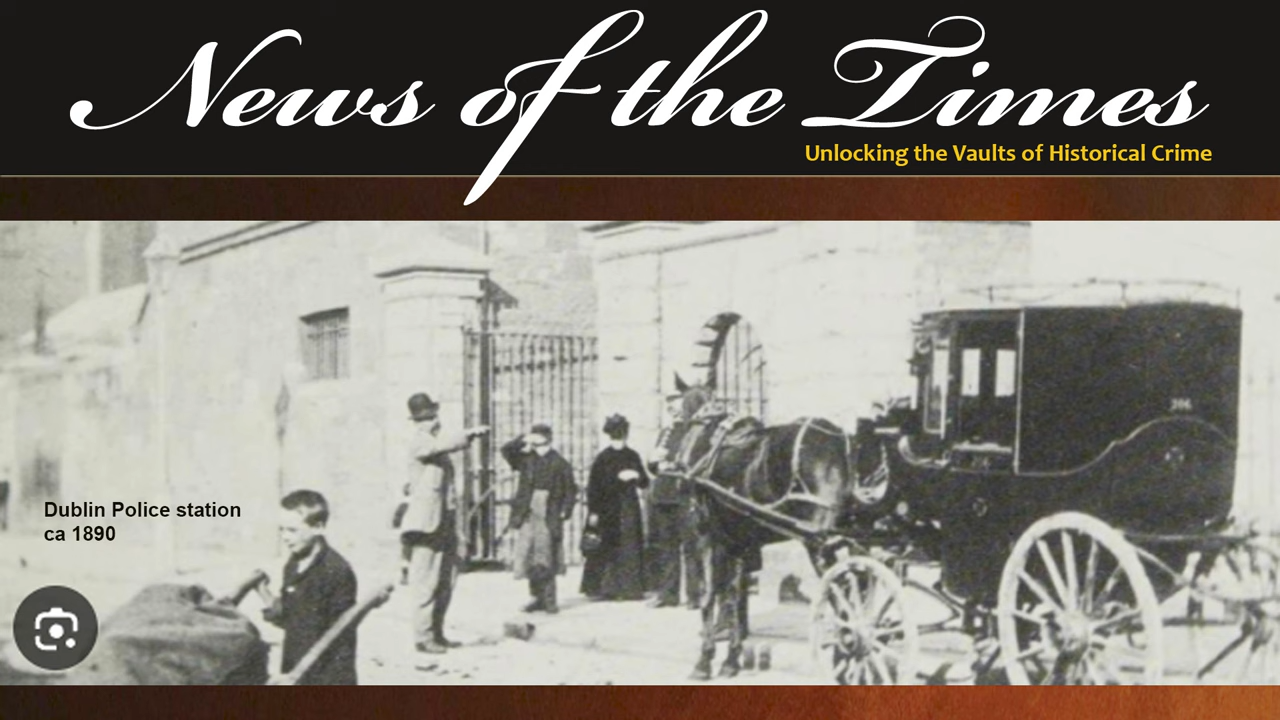 News of the Times
Unlocking the Vaults of Historical Crime
Dublin Police station
ca 1890